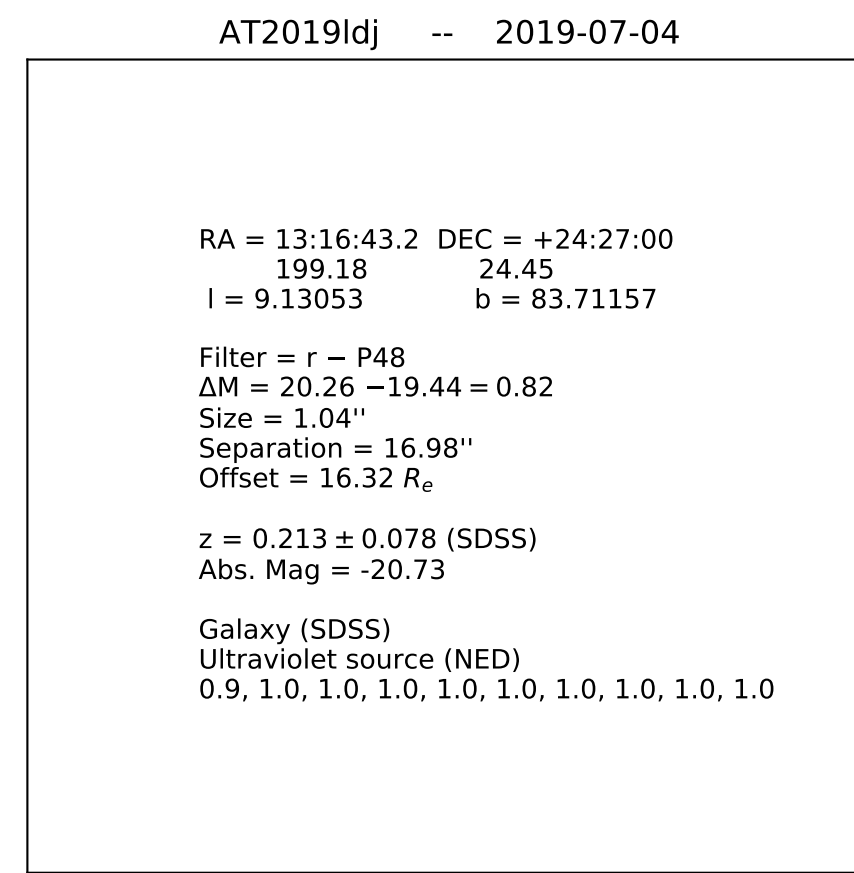 AT2019ldj -- 2019-07-04
RA = 13:16:43.2 DEC = +24:27:00
199.18 24.45
l = 9.13053 b = 83.71157
Filter = r − P48
ΔM = 20.26 −19.44 = 0.82
Size = 1.04''
Separation = 16.98''
Offset = 16.32 Re
z = 0.213 ± 0.078 (SDSS)
Abs. Mag = -20.73
Galaxy (SDSS)
Ultraviolet source (NED)
0.9, 1.0, 1.0, 1.0, 1.0, 1.0, 1.0, 1.0, 1.0, 1.0